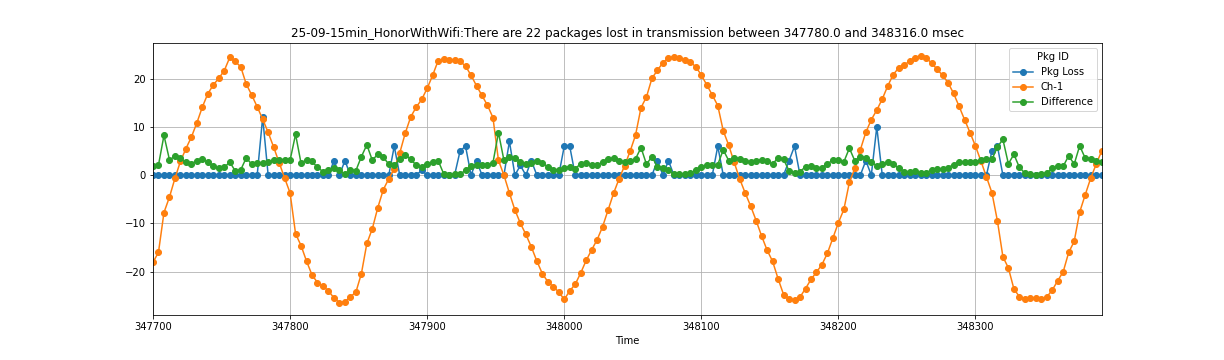 25-09-15min_HonorWithWifi:There are 22 packages lost in transmission between 347780.0 and 348316.0 msec
Pkg ID
Pkg Loss
Ch-1
Difference
20
10
0
−10
−20
347700 347800 347900 348000 348100 348200 348300
Time